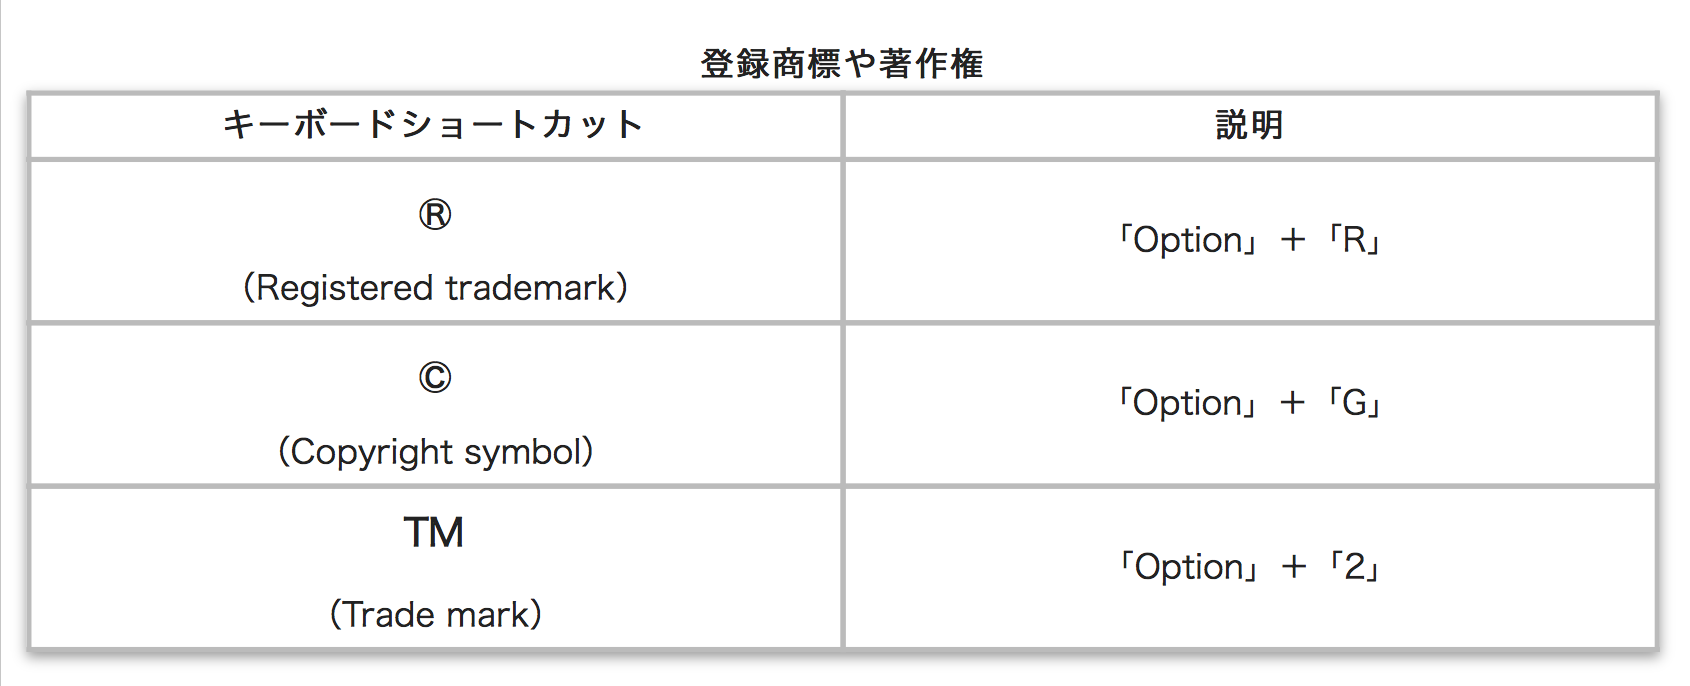 登録商標や著作権
キーボードショートカット 説明
®
(Registered trademark)
「Option」+「R」
©
(Copyright symbol)
「Option」+「G」
TM
(Trade mark)
「Option」+「2」